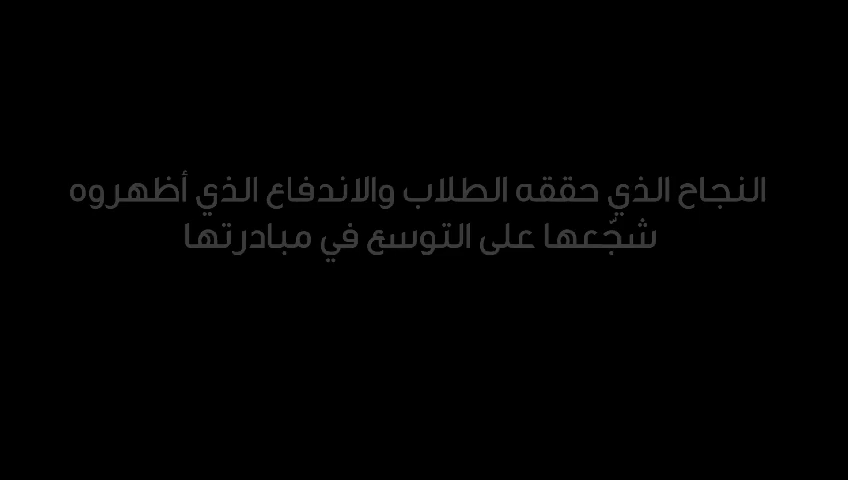 النجاح الذي حققه الطلاب والاندفاع الذي أظهروه
شجّعها على التوسع في مبادرتها